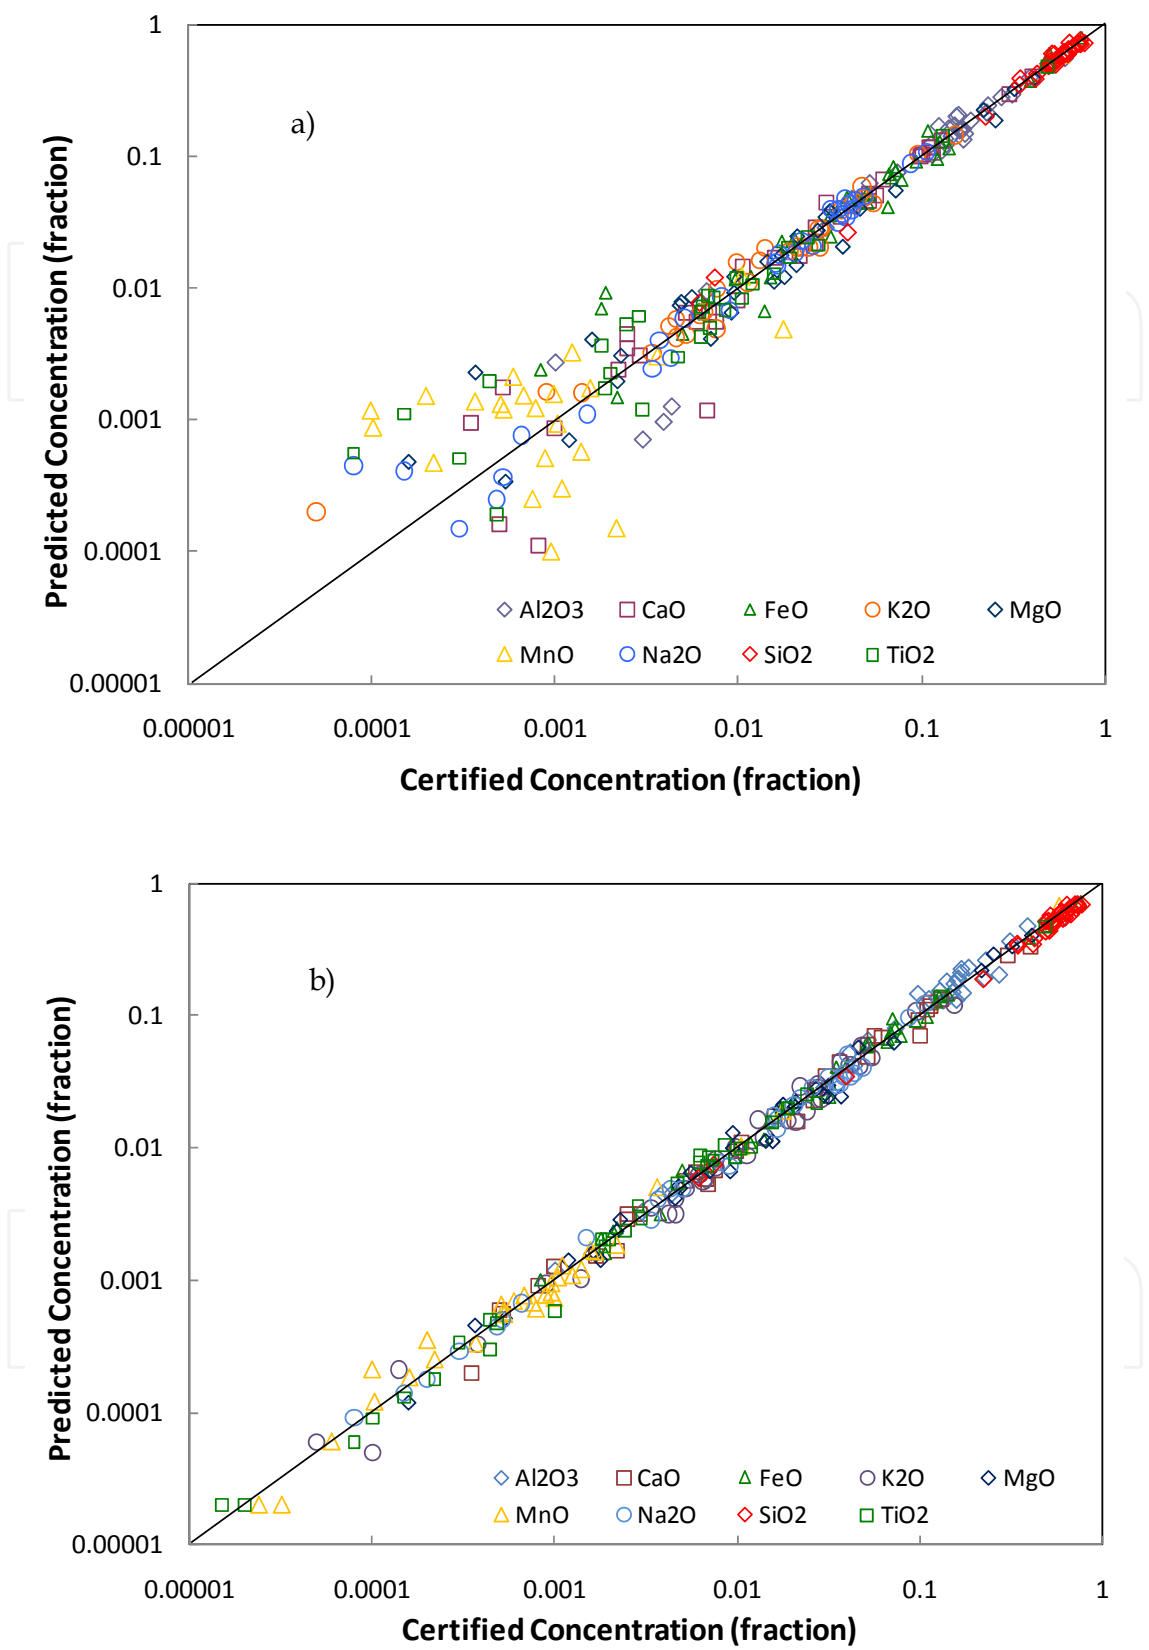 1
a)
0.1
0.01
0.001
0.0001
0.00001
Predicted Concentration (fraction)
Al2O3 CaO FeO K2O MgO
MnO Na2O SiO2 TiO2
0.00001 0.0001 0.001 0.01 0.1 1
Certified Concentration (fraction)
1
b)
0.1
0.01
0.001
0.0001
0.00001
Predicted Concentration (fraction)
Al2O3 CaO FeO K2O MgO
MnO Na2O SiO2 TiO2
0.00001 0.0001 0.001 0.01 0.1 1
Certified Concentration (fraction)